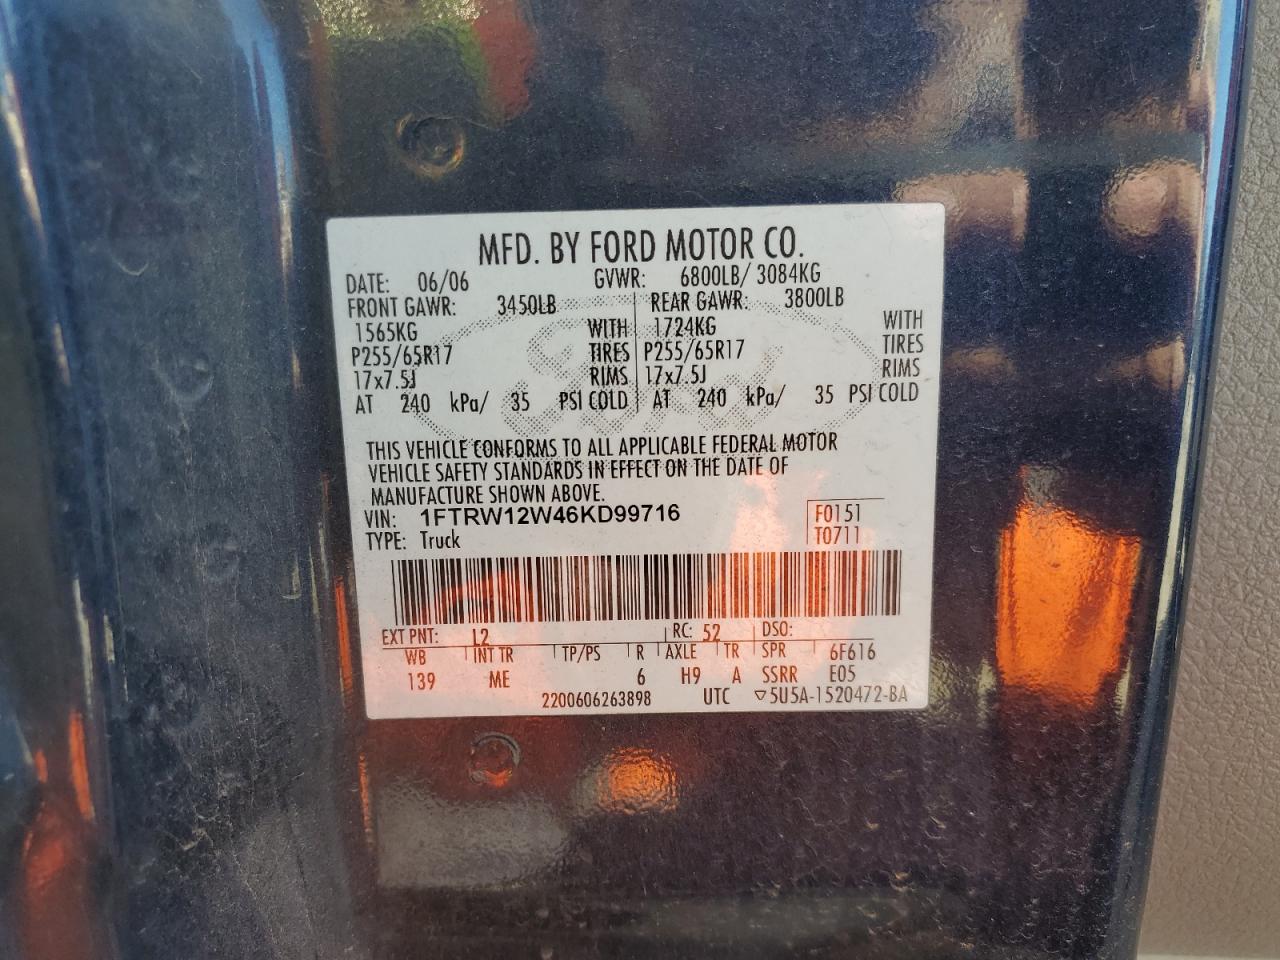 MFD. BY FORD MOTOR CO.
DATE: 06/06 GVWR: 6800LB/ 3084KG
FRONT GAWR: 3450LB REAR GAWR: 3800LB
1565KG WITH 1724KG WITH
P255/65R17 TIRES P255/65R17 TIRES
17x7.5J RIMS 17x7.5J RIMS
AT 240 kPa/ 35 PSI COLD AT 240 kPa/ 35 PSI COLD
THIS VEHICLE CONFORMS TO ALL APPLICABLE FEDERAL MOTOR
VEHICLE SAFETY STANDARDS IN EFFECT ON THE DATE OF
MANUFACTURE SHOWN ABOVE.
VIN: 1FTRW12W46KD99716 F0151
TYPE: Truck T0711
EXT PNT: L2 RC: 52 DSO:
WB INT TR TP/PS R AXLE TR SPR 6F616
139 ME 6 H9 A SSRR E05
2200606263898 UTC ▽5U5A-1520472-BA